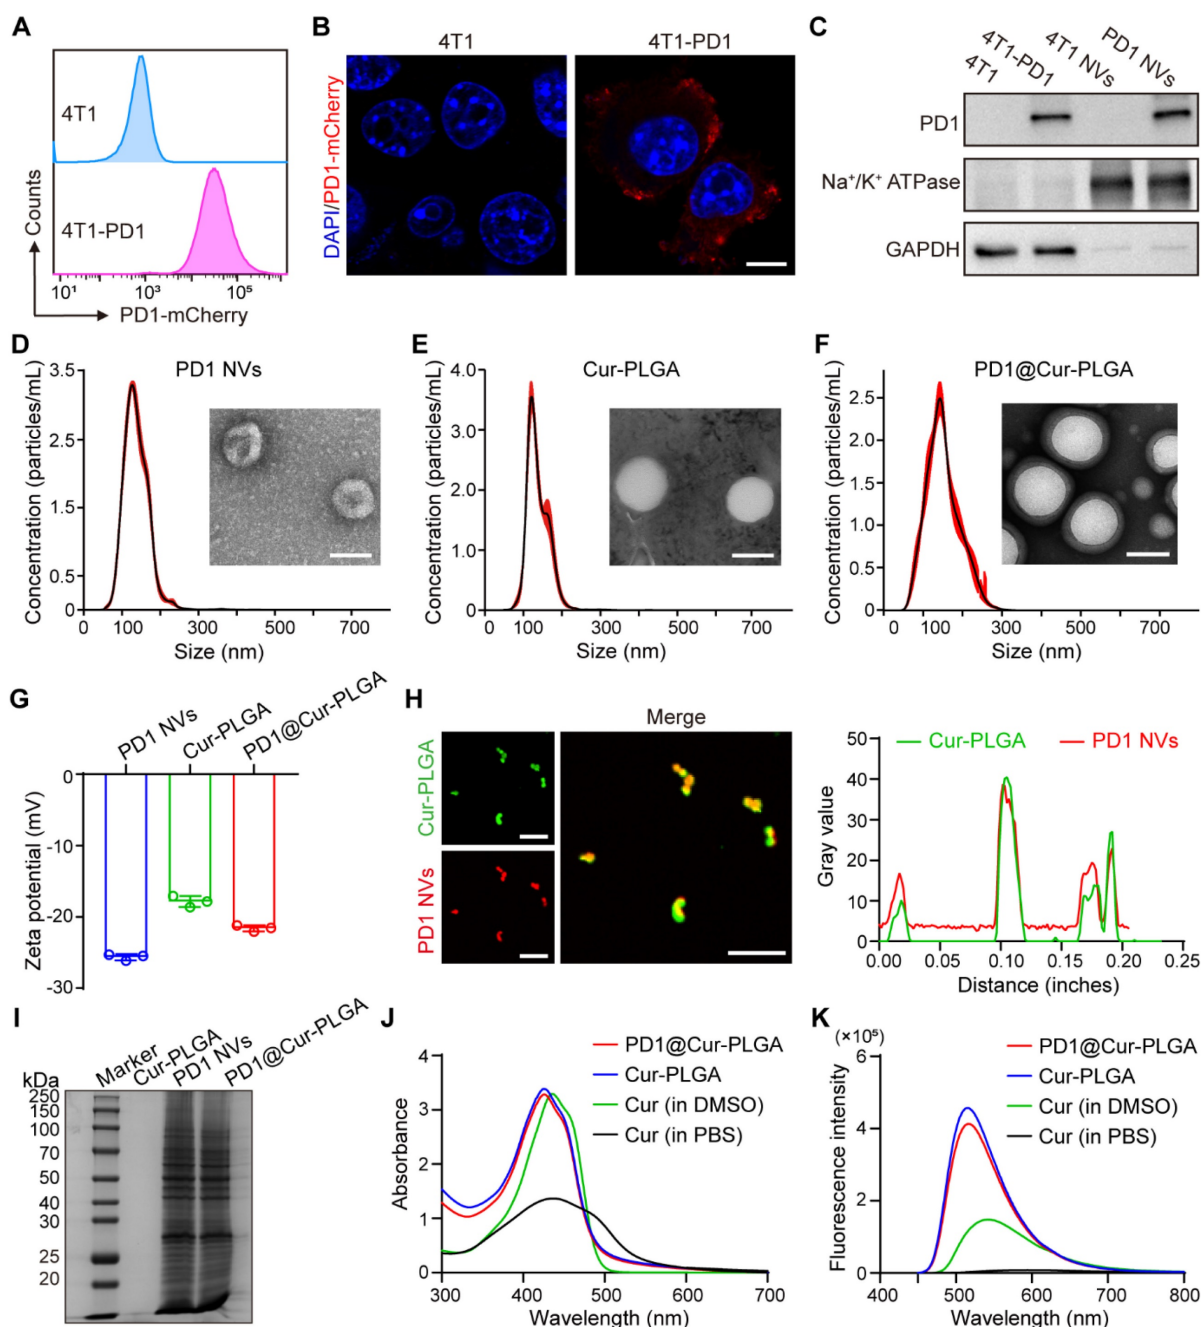 A
4T1
4T1-PD1
Counts
10¹ 10³ 10⁵
PD1-mCherry
B
4T1 4T1-PD1
DAPI/PD1-mCherry
C
4T1 4T1-PD1 4T1 NVs PD1 NVs
PD1
Na⁺/K⁺ ATPase
GAPDH
D
PD1 NVs
Concentration (particles/mL)
3.5
2.5
1.5
0.5
0
0 100 300 500 700
Size (nm)
E
Cur-PLGA
Concentration (particles/mL)
4.0
3.0
2.0
1.0
0
0 100 300 500 700
Size (nm)
F
PD1@Cur-PLGA
Concentration (particles/mL)
2.5
2.0
1.5
1.0
0.5
0
0 100 300 500 700
Size (nm)
G
PD1 NVs Cur-PLGA PD1@Cur-PLGA
Zeta potential (mV)
0
-10
-20
-30
H
Cur-PLGA
PD1 NVs
Merge
Cur-PLGA PD1 NVs
Gray value
50
40
30
20
10
0
0.00 0.05 0.10 0.15 0.20 0.25
Distance (inches)
I
Marker Cur-PLGA PD1 NVs PD1@Cur-PLGA
kDa
250
150
100
70
50
40
30
25
20
J
PD1@Cur-PLGA
Cur-PLGA
Cur (in DMSO)
Cur (in PBS)
Absorbance
4
3
2
1
0
300 400 500 600 700
Wavelength (nm)
K
(×10⁵)
PD1@Cur-PLGA
Cur-PLGA
Cur (in DMSO)
Cur (in PBS)
Fluorescence intensity
6
4
2
0
400 500 600 700 800
Wavelength (nm)